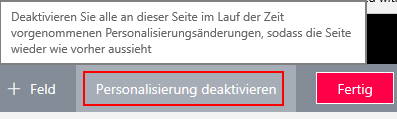 Deaktivieren Sie alle an dieser Seite im Lauf der Zeit
vorgenommenen Personalisierungsänderungen, sodass die Seite
wieder wie vorher aussieht
+ Feld Personalisierung deaktivieren Fertig